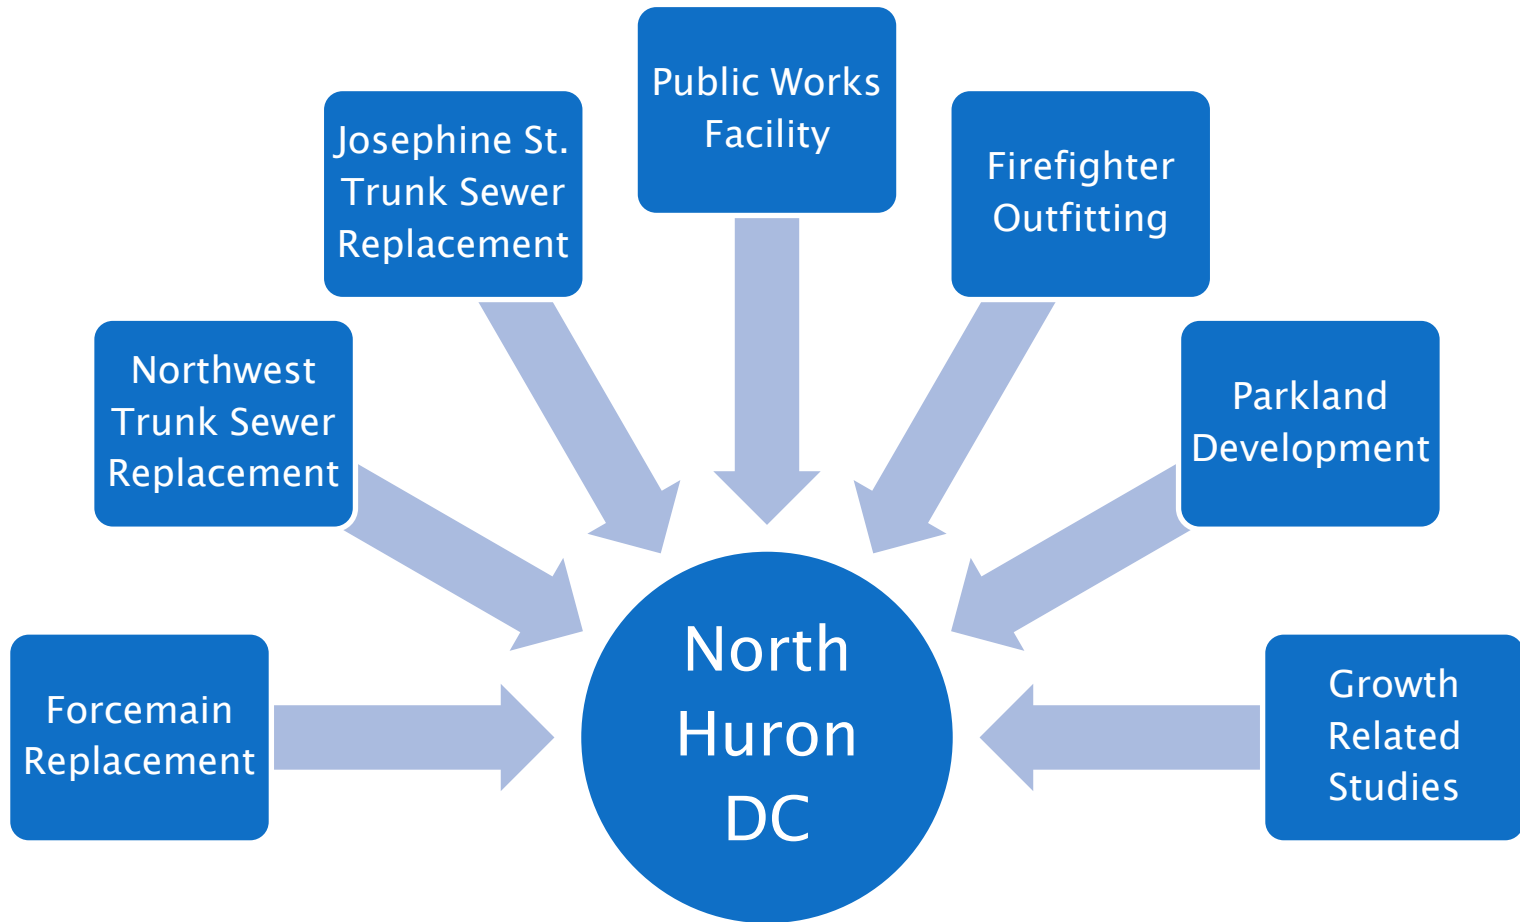 Public Works
Facility
Josephine St.
Trunk Sewer
Replacement
Firefighter
Outfitting
Northwest
Trunk Sewer
Replacement
Parkland
Development
Forcemain
Replacement
North
Huron
DC
Growth
Related
Studies